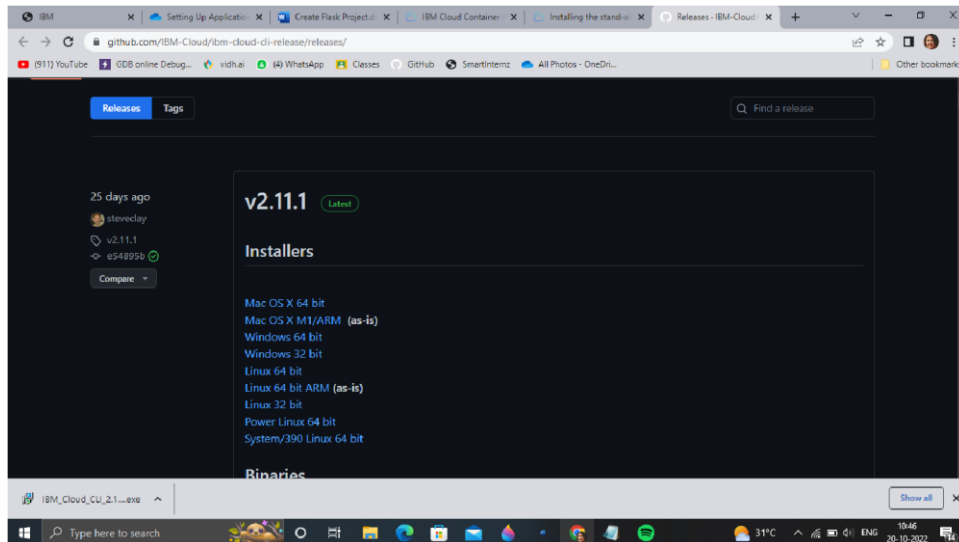 IBM
Setting Up Applicatio
Create Flask Project.d
IBM Cloud Container
Installing the stand-al
Releases · IBM-Cloud/
github.com/IBM-Cloud/ibm-cloud-cli-release/releases/
(911) YouTube
GDB online Debug...
vidh.ai
(4) WhatsApp
Classes
GitHub
SmartInternz
All Photos - OneDri...
Other bookmark
Releases
Tags
Find a release
25 days ago
steveclay
v2.11.1
e54895b
Compare
v2.11.1 Latest
Installers
Mac OS X 64 bit
Mac OS X M1/ARM (as-is)
Windows 64 bit
Windows 32 bit
Linux 64 bit
Linux 64 bit ARM (as-is)
Linux 32 bit
Power Linux 64 bit
System/390 Linux 64 bit
Binaries
IBM_Cloud_CLI_2.1....exe
Show all
Type here to search
31°C
ENG
10:46
20-10-2022